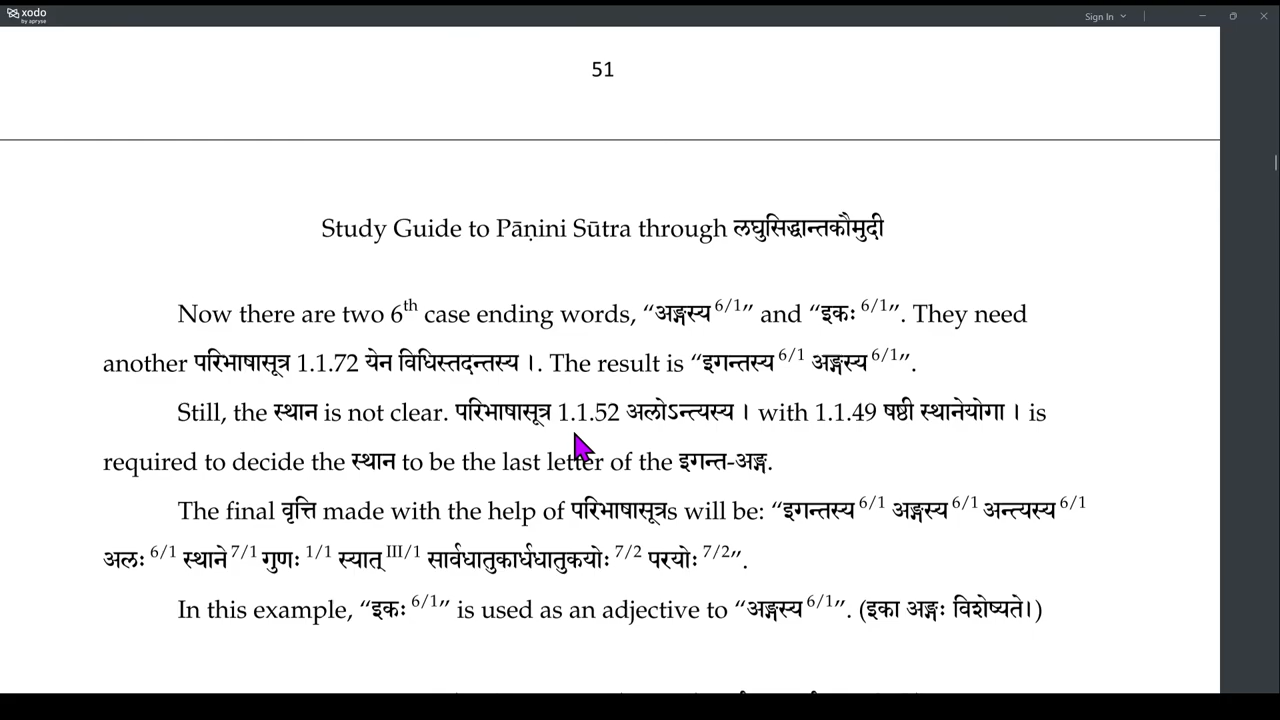 xodo
by apryse
Sign In
51
Study Guide to Pāṇini Sūtra through लघुसिद्धान्तकौमुदी
Now there are two 6th case ending words, “अङ्गस्य 6/1” and “इकः 6/1”. They need
another परिभाषासूत्र 1.1.72 येन विधिस्तदन्तस्य ।. The result is “इगन्तस्य 6/1 अङ्गस्य 6/1”.
Still, the स्थान is not clear. परिभाषासूत्र 1.1.52 अलोऽन्त्यस्य । with 1.1.49 षष्ठी स्थानेयोगा । is
required to decide the स्थान to be the last letter of the इगन्त-अङ्ग.
The final वृत्ति made with the help of परिभाषासूत्रs will be: “इगन्तस्य 6/1 अङ्गस्य 6/1 अन्त्यस्य 6/1
अलः 6/1 स्थाने 7/1 गुणः 1/1 स्यात् III/1 सार्वधातुकार्धधातुकयोः 7/2 परयोः 7/2”.
In this example, “इकः 6/1” is used as an adjective to “अङ्गस्य 6/1”. (इका अङ्गः विशेष्यते।)